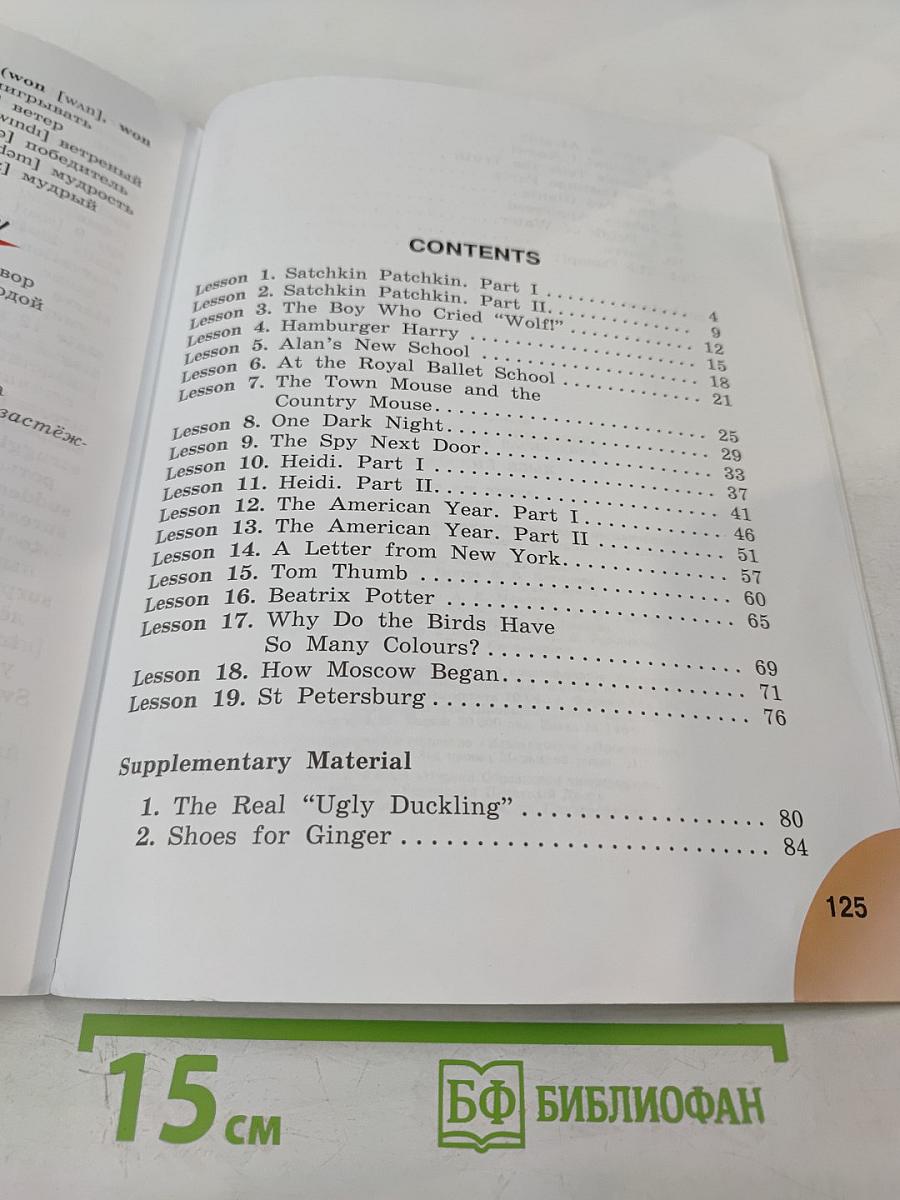 (won [wʌn], won
ветер
ветреный
победитель
мудрость
мудрый
CONTENTS
Lesson 1. Satchkin Patchkin. Part I .............. 4
Lesson 2. Satchkin Patchkin. Part II .............. 9
Lesson 3. The Boy Who Cried “Wolf!” .............. 12
Lesson 4. Hamburger Harry .............. 15
Lesson 5. Alan’s New School .............. 18
Lesson 6. At the Royal Ballet School .............. 21
Lesson 7. The Town Mouse and the
Country Mouse .............. 25
Lesson 8. One Dark Night .............. 29
Lesson 9. The Spy Next Door .............. 33
Lesson 10. Heidi. Part I .............. 37
Lesson 11. Heidi. Part II .............. 41
Lesson 12. The American Year. Part I .............. 46
Lesson 13. The American Year. Part II .............. 51
Lesson 14. A Letter from New York .............. 57
Lesson 15. Tom Thumb .............. 60
Lesson 16. Beatrix Potter .............. 65
Lesson 17. Why Do the Birds Have
So Many Colours? .............. 69
Lesson 18. How Moscow Began .............. 71
Lesson 19. St Petersburg .............. 76
Supplementary Material
1. The Real “Ugly Duckling” .............. 80
2. Shoes for Ginger .............. 84
125
15 см
БФ БИБЛИОФАН